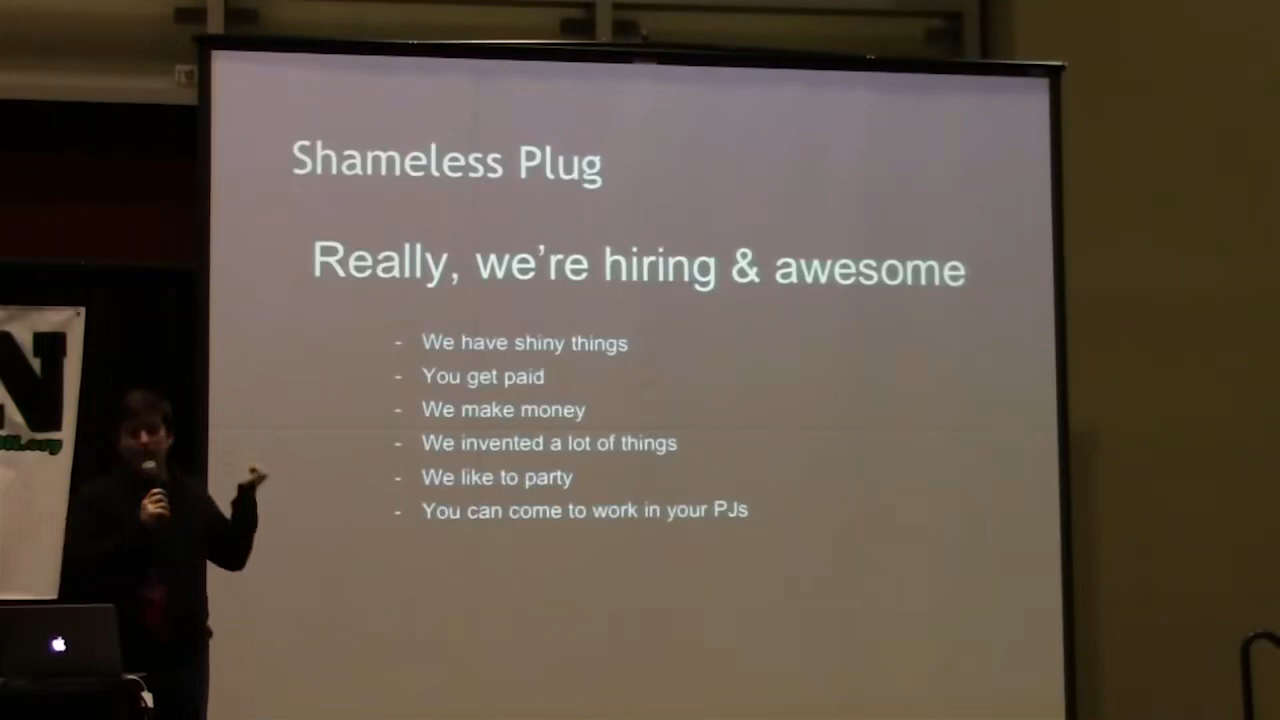 Shameless Plug
Really, we're hiring & awesome
- We have shiny things
- You get paid
- We make money
- We invented a lot of things
- We like to party
- You can come to work in your PJs
N